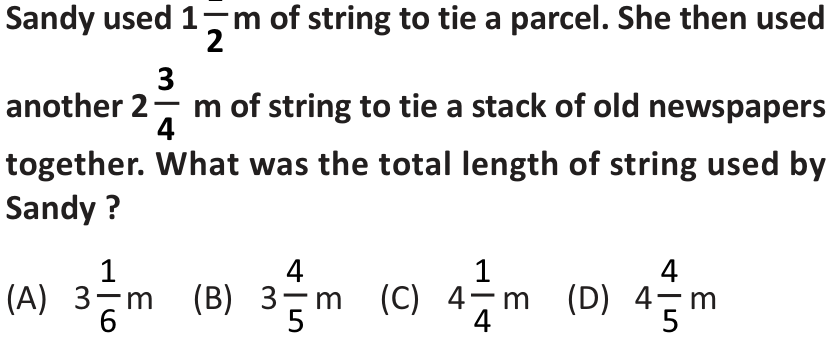 Sandy used 1 –/2 m of string to tie a parcel. She then used
another 2 3/4 m of string to tie a stack of old newspapers
together. What was the total length of string used by
Sandy ?
(A) 3 1/6 m (B) 3 4/5 m (C) 4 1/4 m (D) 4 4/5 m